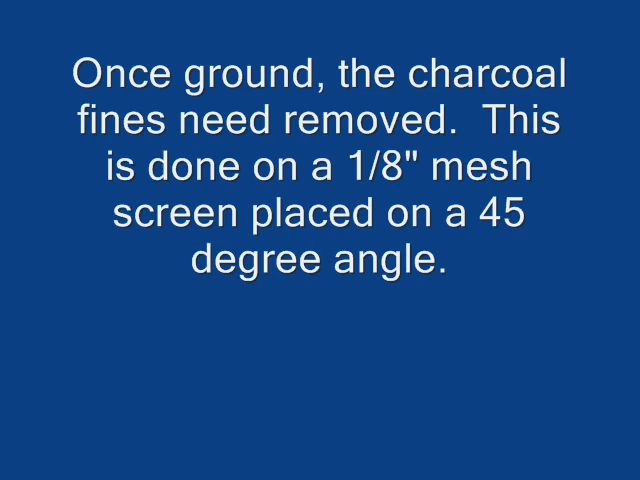 Once ground, the charcoal
fines need removed.  This
is done on a 1/8" mesh
screen placed on a 45
degree angle.